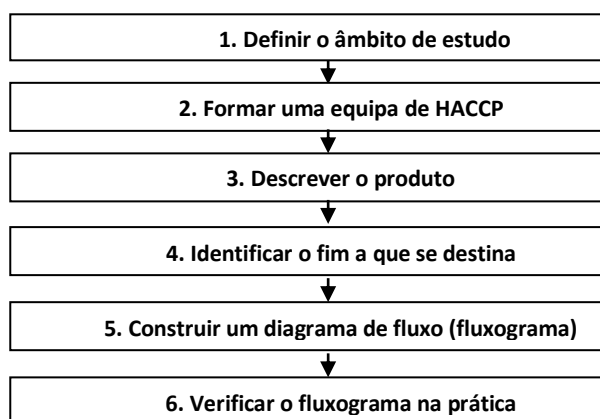 1. Definir o âmbito de estudo
2. Formar uma equipa de HACCP
3. Descrever o produto
4. Identificar o fim a que se destina
5. Construir um diagrama de fluxo (fluxograma)
6. Verificar o fluxograma na prática